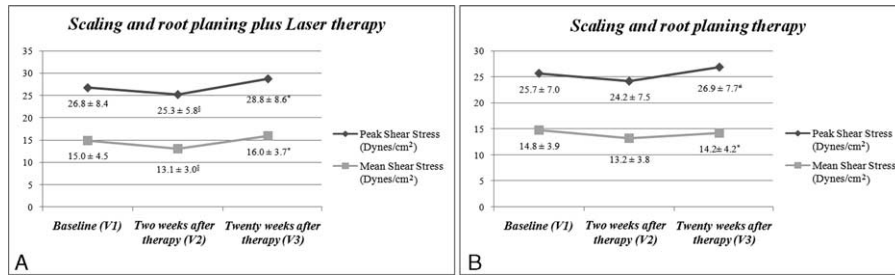 Scaling and root planing plus Laser therapy
35
30
25
20
15
10
5
0
26.8 ± 8.4
25.3 ± 5.8§
28.8 ± 8.6*
15.0 ± 4.5
13.1 ± 3.0§
16.0 ± 3.7*
Peak Shear Stress
(Dynes/cm²)
Mean Shear Stress
(Dynes/cm²)
Baseline (V1)
Two weeks after
therapy (V2)
Twenty weeks after
therapy (V3)
A
Scaling and root planing therapy
30
25
20
15
10
5
0
25.7 ± 7.0
24.2 ± 7.5
26.9 ± 7.7*
14.8 ± 3.9
13.2 ± 3.8
14.2± 4.2*
Peak Shear Stress
(Dynes/cm²)
Mean Shear Stress
(Dynes/cm²)
Baseline (V1)
Two weeks after
therapy (V2)
Twenty weeks after
therapy (V3)
B